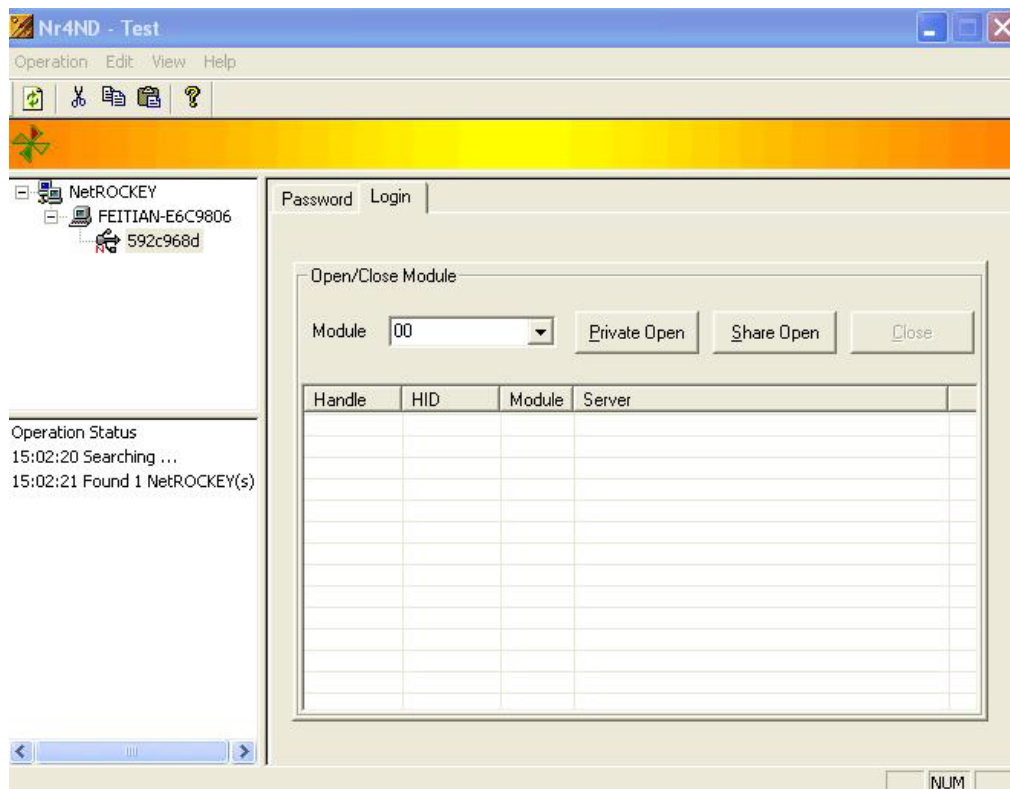 Nr4ND - Test
Operation Edit View Help
NetROCKEY
FEITIAN-E6C9806
592c968d
Operation Status
15:02:20 Searching ...
15:02:21 Found 1 NetROCKEY(s)
Password Login
Open/Close Module
Module 00 Private Open Share Open Close
Handle HID Module Server
NUM